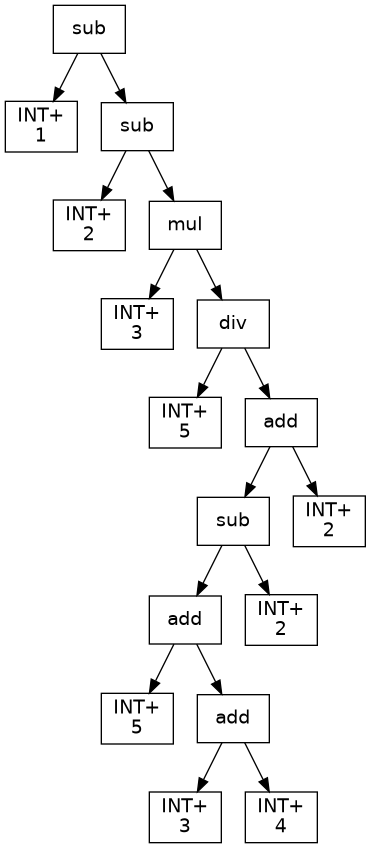 sub
INT+
1
sub
INT+
2
mul
INT+
3
div
INT+
5
add
sub
INT+
2
add
INT+
2
INT+
5
add
INT+
3
INT+
4